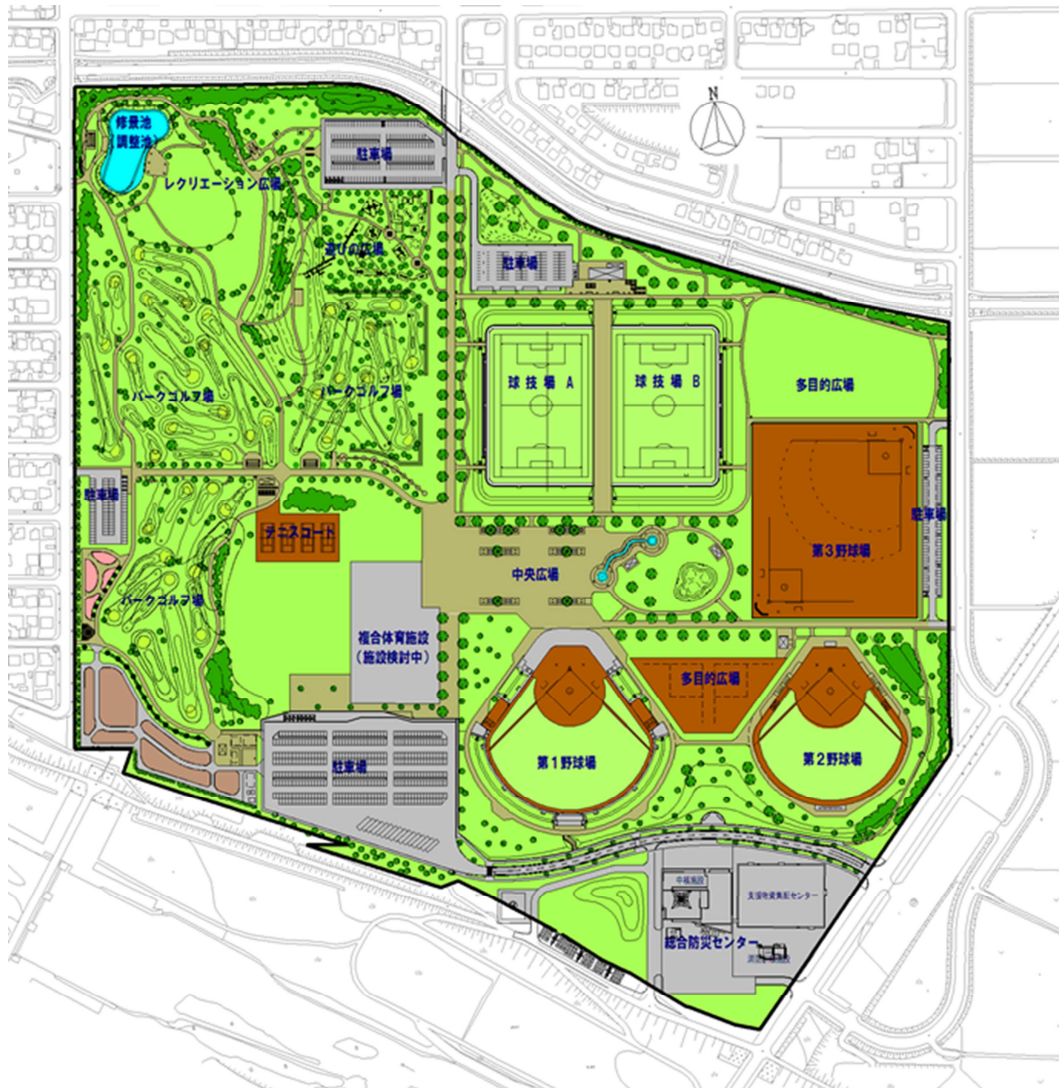 N
修景池
(調整池)
駐車場
レクリエーション広場
遊びの広場
駐車場
球技場 A
球技場 B
多目的広場
パークゴルフ場
パークゴルフ場
駐車場
駐車場
テニスコート
第3野球場
中央広場
パークゴルフ場
複合体育施設
(施設検討中)
多目的広場
駐車場
第1野球場
第2野球場
中核施設
支援物資集配センター
総合防災センター